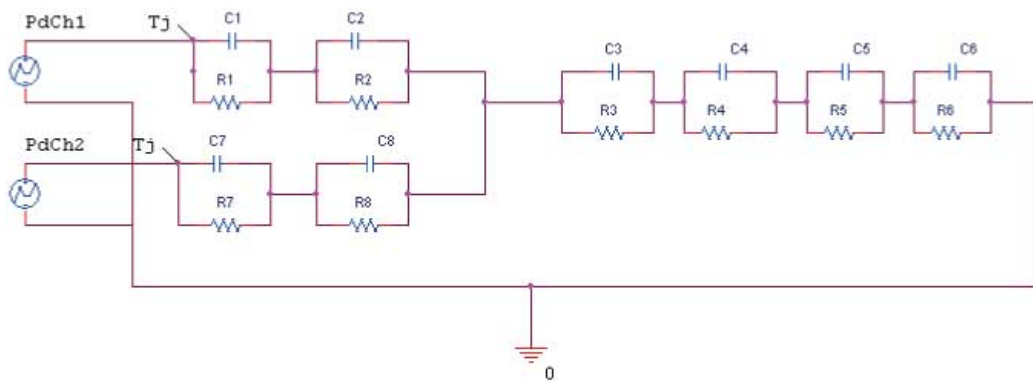 PdCh1
Tj
C1
C2
R1
R2
C3
C4
C5
C6
R3
R4
R5
R6
PdCh2
Tj
C7
C8
R7
R8
0